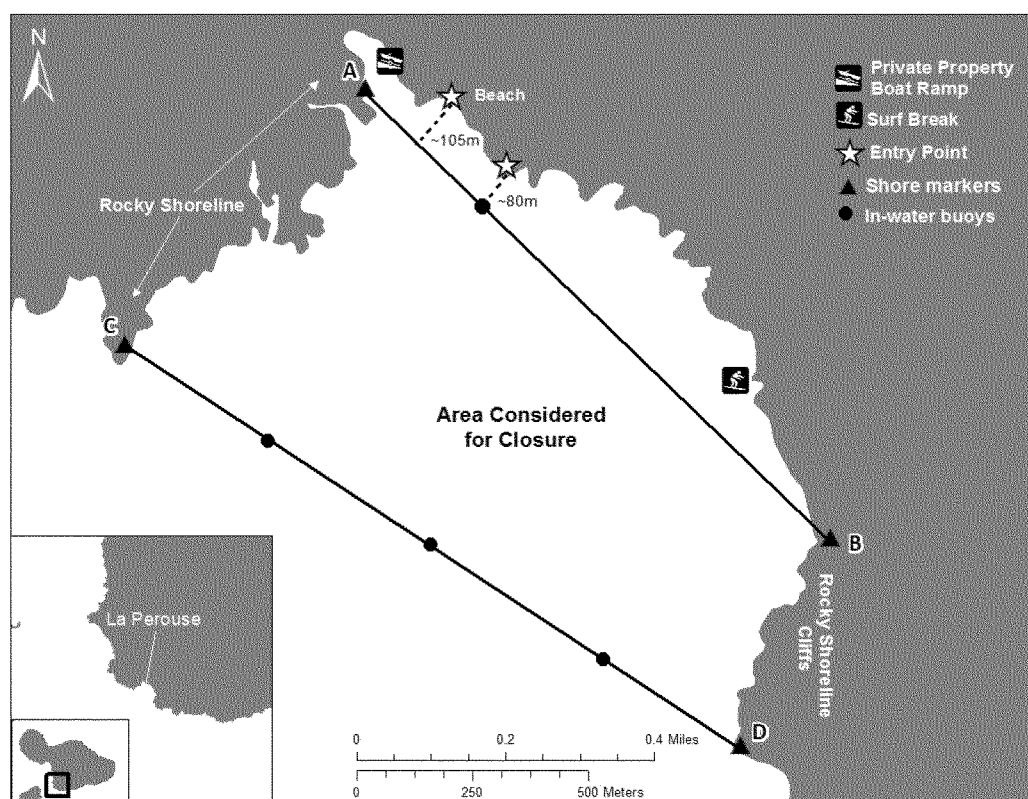 N
A
Beach
~105m
~80m
Private Property
Boat Ramp
Surf Break
Entry Point
Shore markers
In-water buoys
Rocky Shoreline
C
Area Considered
for Closure
B
Rocky Shoreline
Cliffs
La Perouse
D
0 0.2 0.4 Miles
0 250 500 Meters